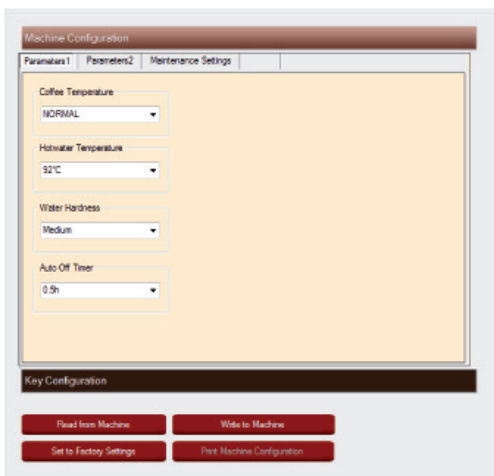 Machine Configuration
Parameters1 Parameters2 Maintenance Settings
Coffee Temperature
NORMAL
Hotwater Temperature
92°C
Water Hardness
Medium
Auto Off Timer
0.5h
Key Configuration
Read from Machine Write to Machine
Set to Factory Settings Print Machine Configuration